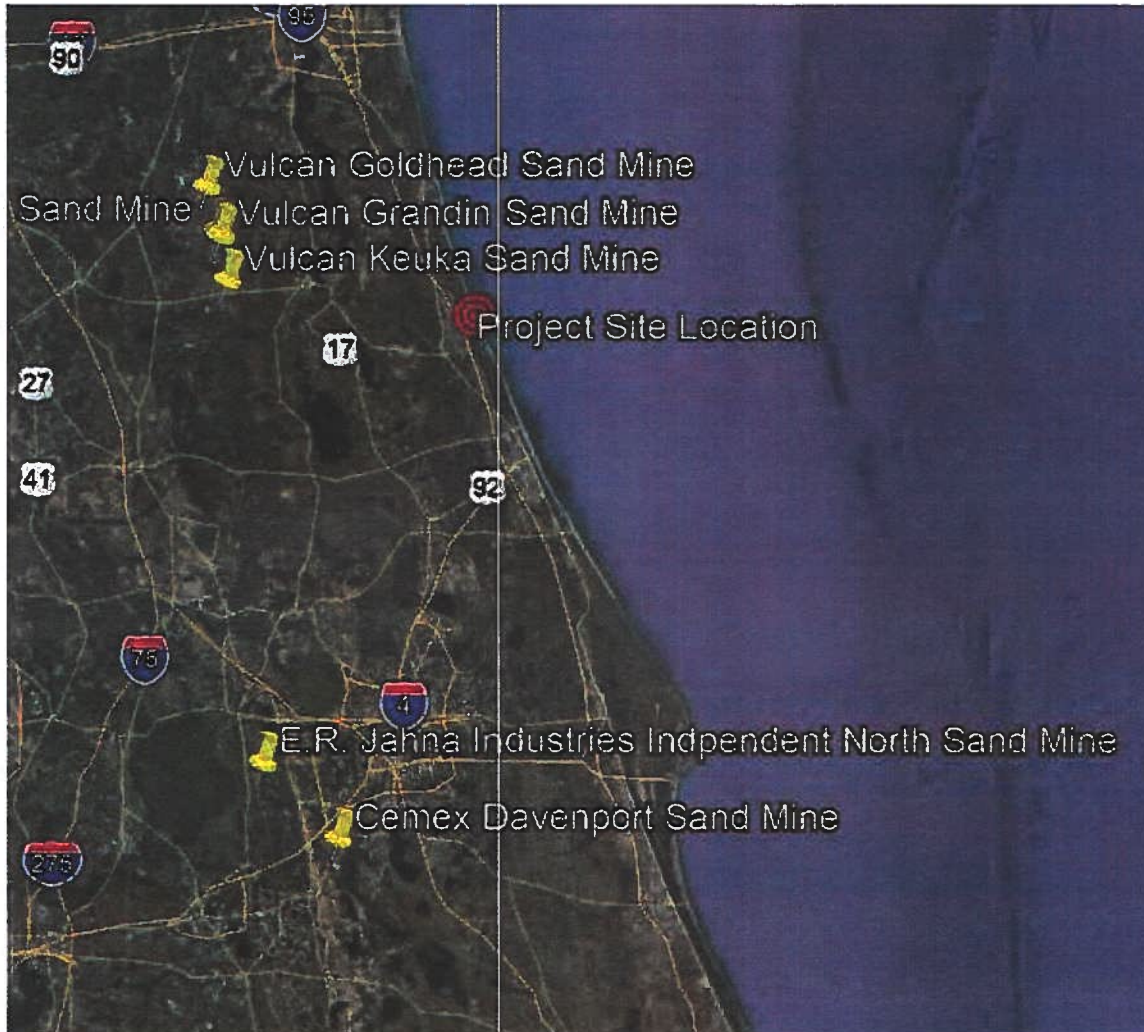 95
90
Vulcan Goldhead Sand Mine
Sand Mine
Vulcan Grandin Sand Mine
Vulcan Keuka Sand Mine
Project Site Location
17
27
41
92
75
4
E.R. Jahna Industries Indpendent North Sand Mine
Cemex Davenport Sand Mine
275